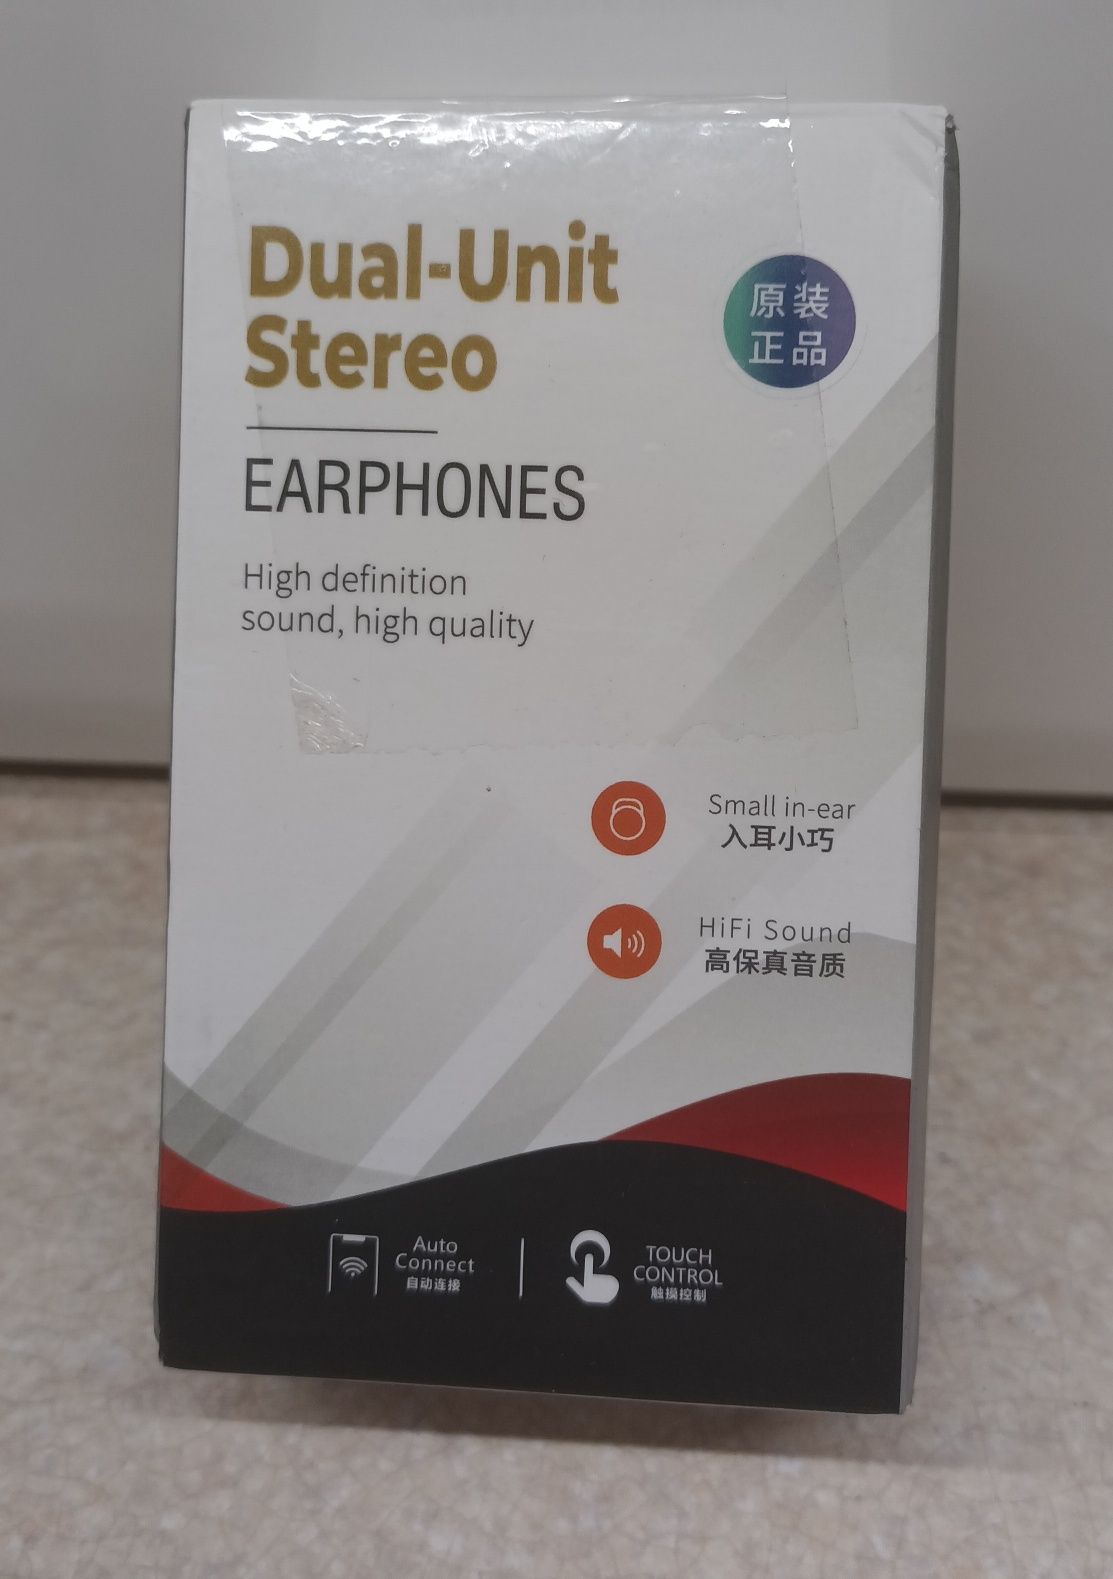 Dual-Unit
Stereo
原装
正品
EARPHONES
High definition
sound, high quality
Small in-ear
入耳小巧
HiFi Sound
高保真音质
Auto
Connect
自动连接
TOUCH
CONTROL
触摸控制